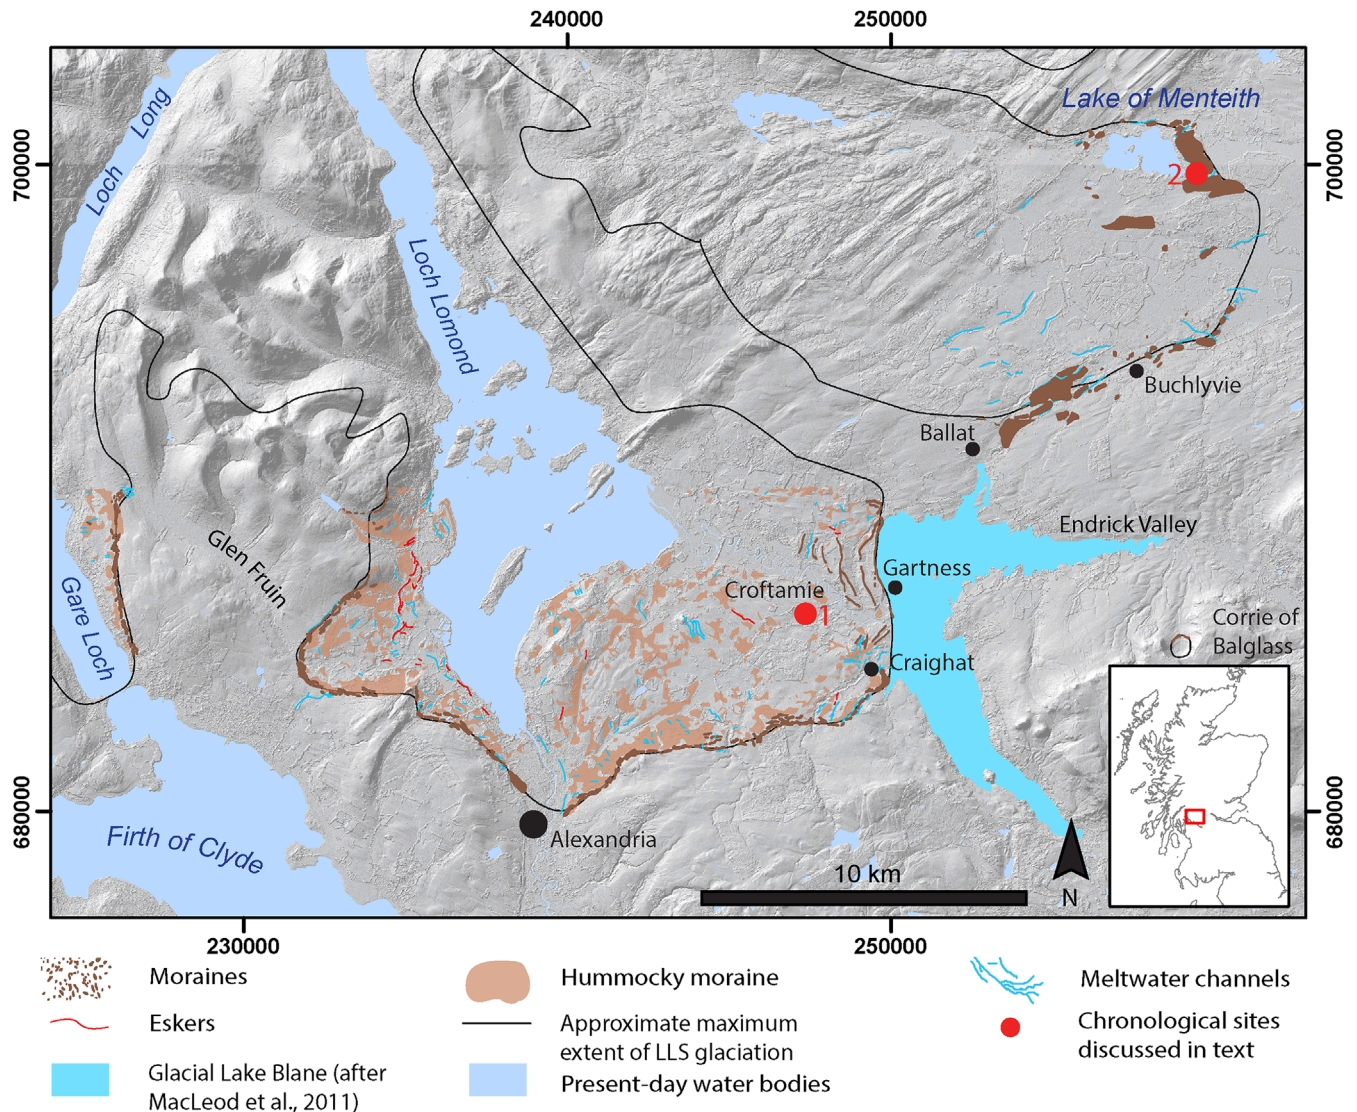 240000
250000
Loch Long
Lake of Menteith
700000
700000
2
Loch Lomond
Buchlyvie
Ballat
Endrick Valley
Glen Fruin
Gartness
Croftamie
1
Gare Loch
Corrie of
Balglass
Craighat
680000
680000
Alexandria
Firth of Clyde
10 km
N
230000
250000
Moraines
Hummocky moraine
Meltwater channels
Eskers
Approximate maximum
extent of LLS glaciation
Chronological sites
discussed in text
Glacial Lake Blane (after
MacLeod et al., 2011)
Present-day water bodies